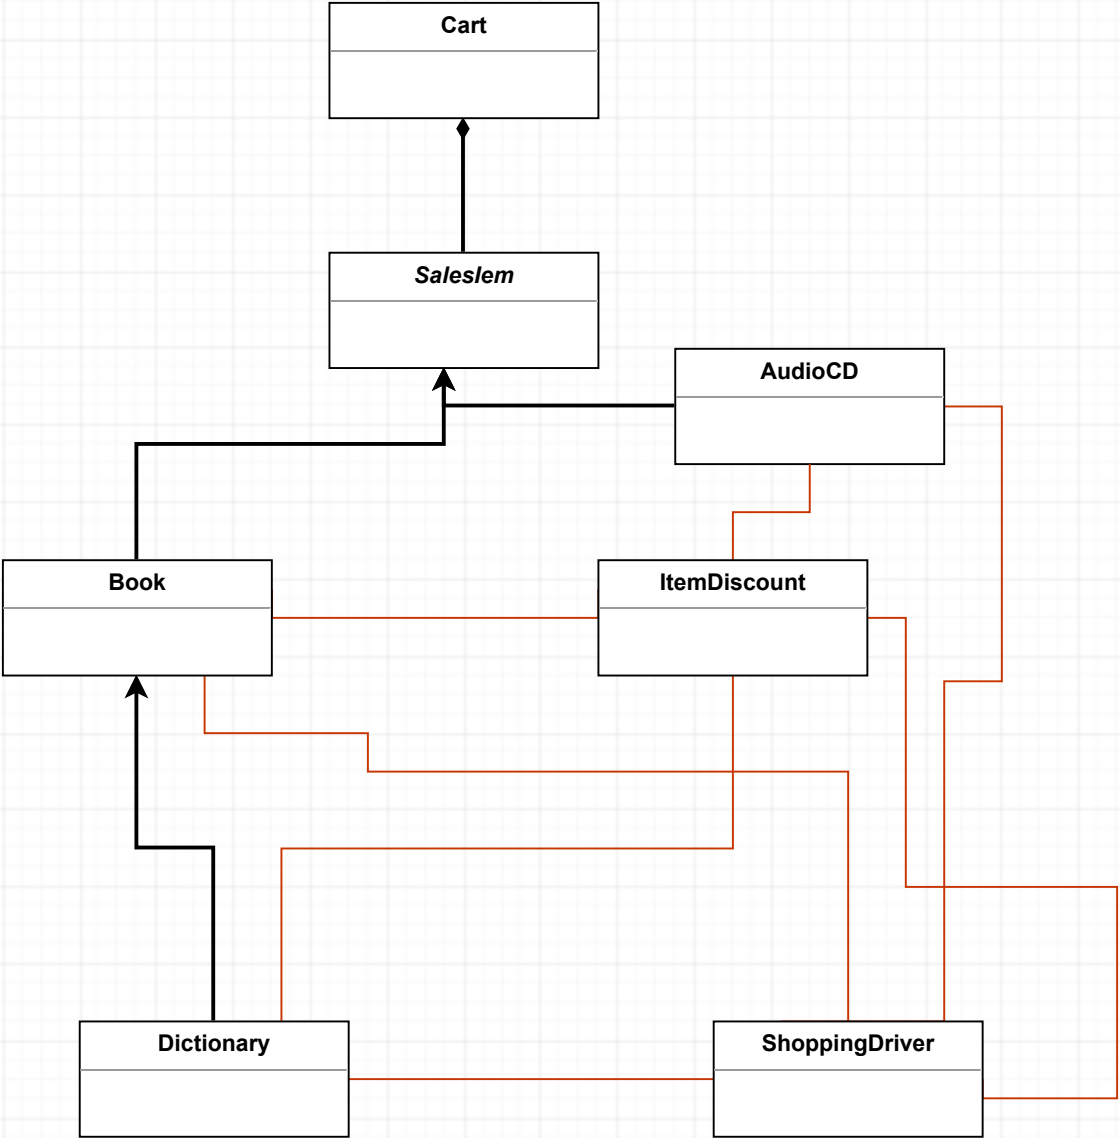 Cart
SalesIem
AudioCD
Book
ItemDiscount
Dictionary
ShoppingDriver